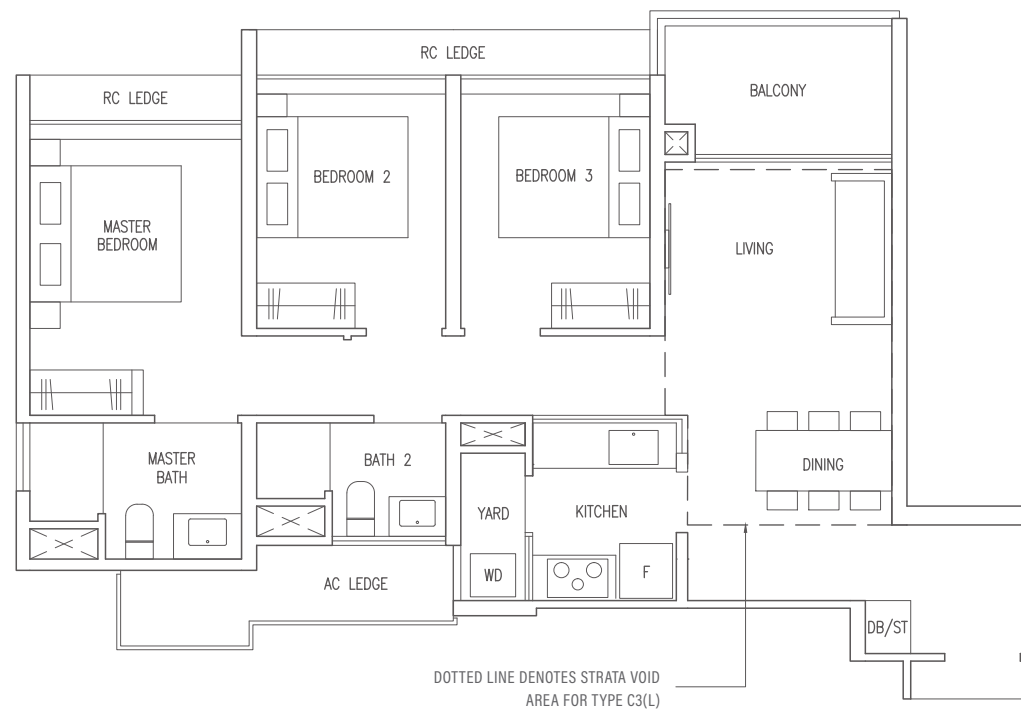 RC LEDGE
RC LEDGE
BALCONY
BEDROOM 2
BEDROOM 3
MASTER
BEDROOM
LIVING
MASTER
BATH
BATH 2
DINING
YARD
KITCHEN
WD
F
AC LEDGE
DB/ST
DOTTED LINE DENOTES STRATA VOID
AREA FOR TYPE C3(L)